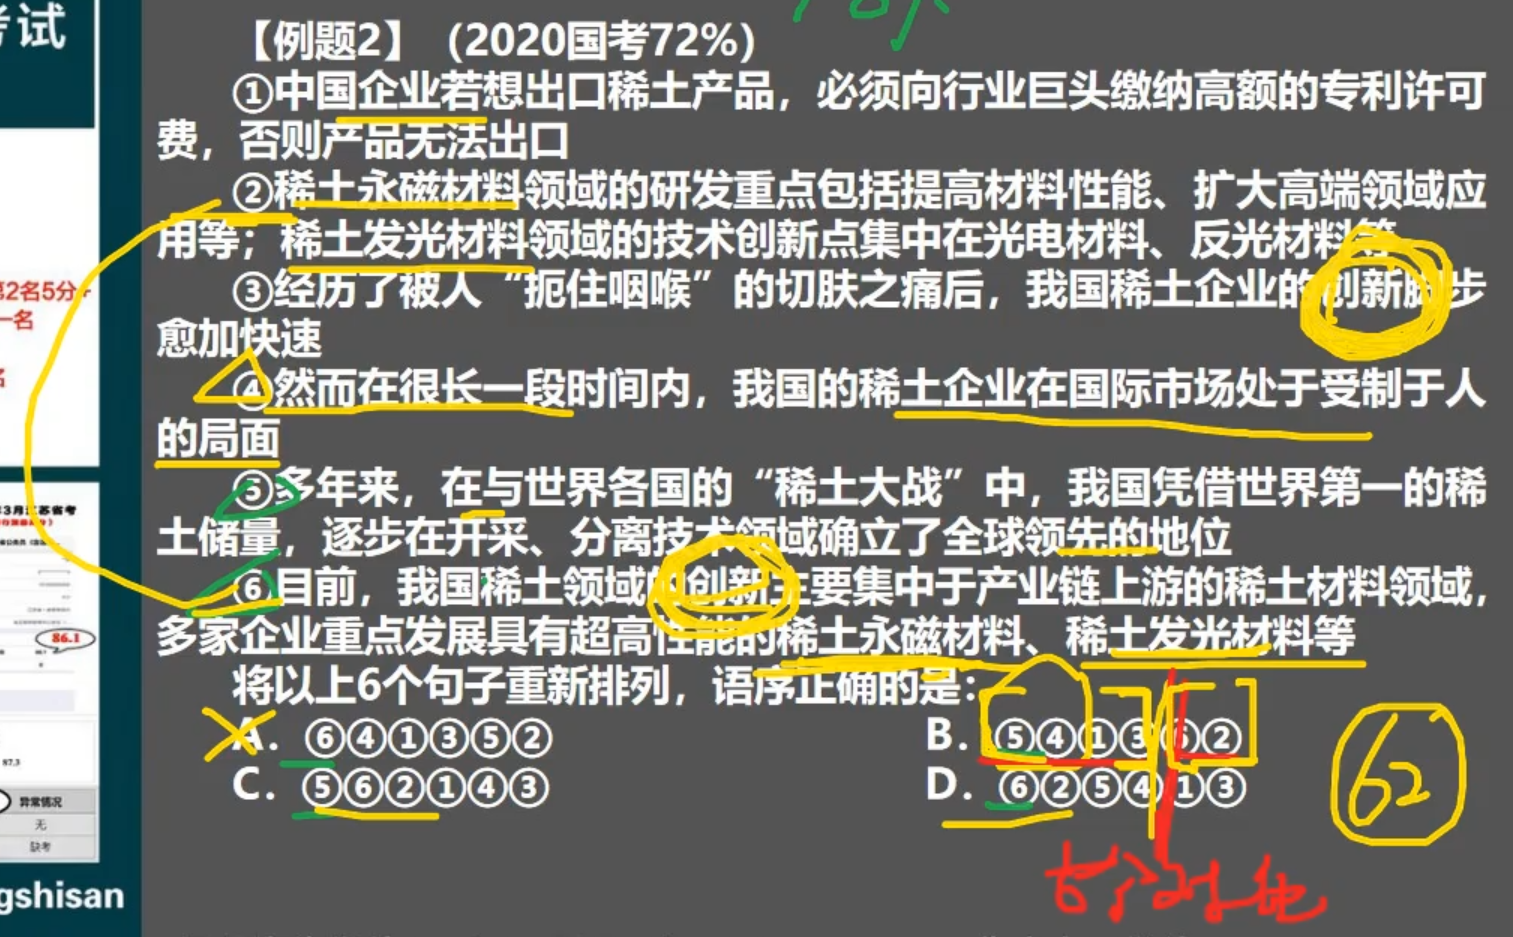 考试
【例题2】（2020国考72%）
①中国企业若想出口稀土产品，必须向行业巨头缴纳高额的专利许可
费，否则产品无法出口
②稀土永磁材料领域的研发重点包括提高材料性能、扩大高端领域应
用等；稀土发光材料领域的技术创新点集中在光电材料、反光材料等
第2名5分+
③经历了被人“扼住咽喉”的切肤之痛后，我国稀土企业的创新脚步
一名
愈加快速
名
④然而在很长一段时间内，我国的稀土企业在国际市场处于受制于人
的局面
⑤多年来，在与世界各国的“稀土大战”中，我国凭借世界第一的稀
年3月江苏省考
土储量，逐步在开采、分离技术领域确立了全球领先的地位
⑥目前，我国稀土领域的创新主要集中于产业链上游的稀土材料领域，
多家企业重点发展具有超高性能的稀土永磁材料、稀土发光材料等
86.1
将以上6个句子重新排列，语序正确的是：
A. ⑥④①③⑤② B. ⑤④①③⑥②
62
87.3
C. ⑤⑥②①④③ D. ⑥②⑤④①③
异常情况
无
缺考
gshisan